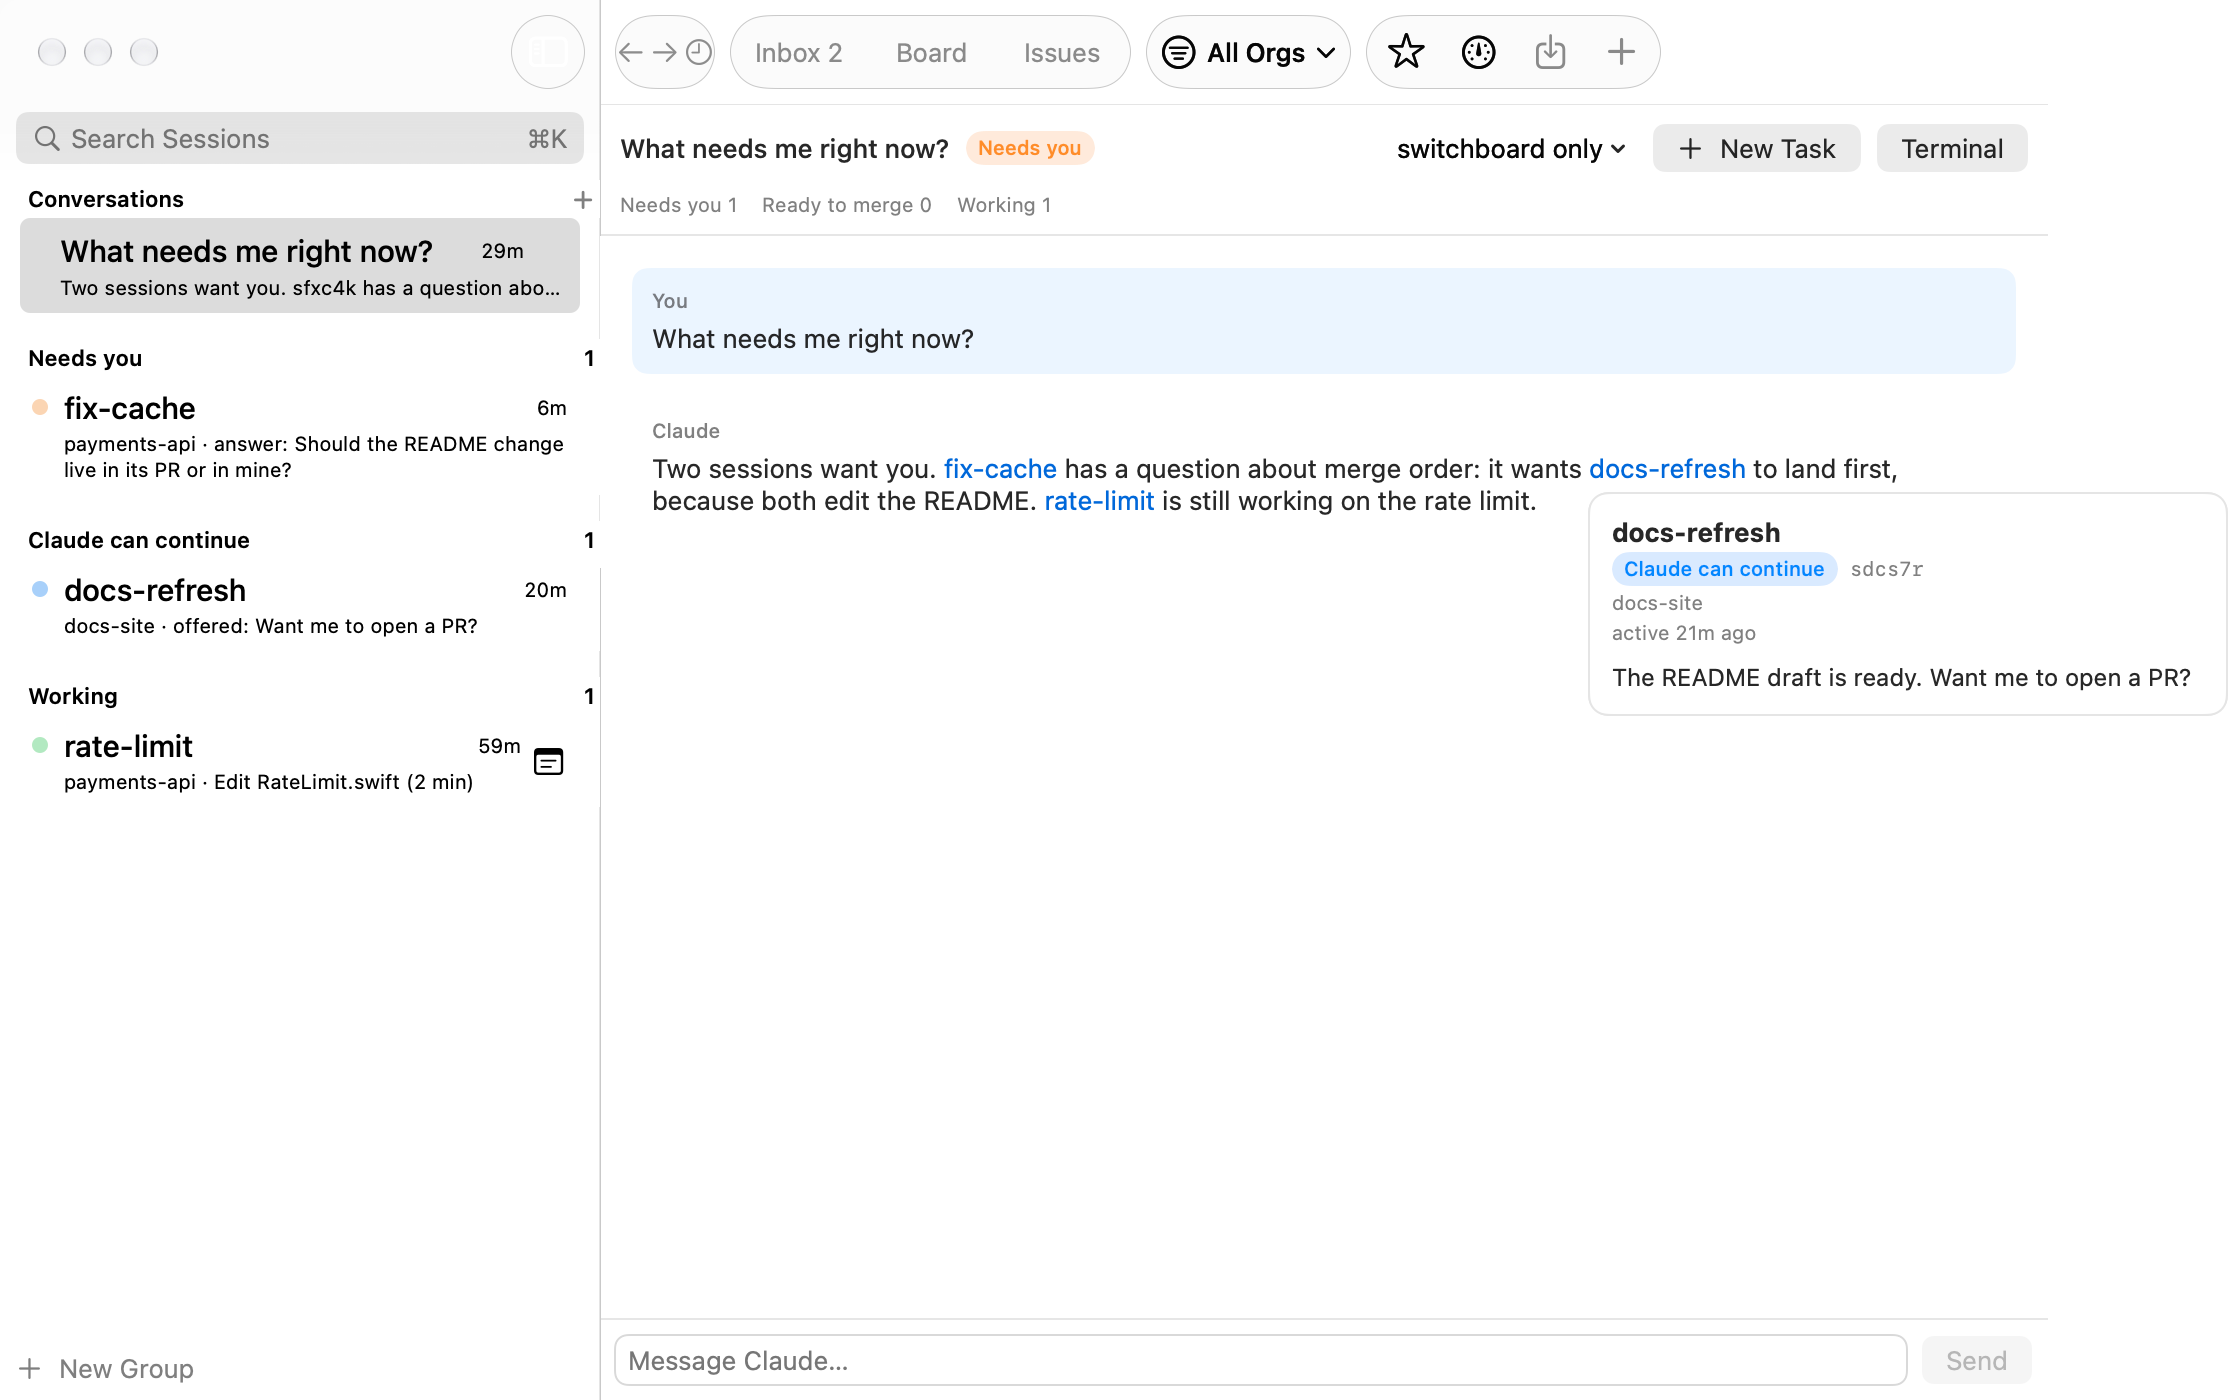 Inbox 2
Board
Issues
All Orgs
Search Sessions
⌘K
Conversations
What needs me right now?
29m
Two sessions want you. sfxc4k has a question abo...
Needs you
1
fix-cache
6m
payments-api · answer: Should the README change
live in its PR or in mine?
Claude can continue
1
docs-refresh
20m
docs-site · offered: Want me to open a PR?
Working
1
rate-limit
59m
payments-api · Edit RateLimit.swift (2 min)
New Group
What needs me right now?
Needs you
switchboard only
New Task
Terminal
Needs you 1
Ready to merge 0
Working 1
You
What needs me right now?
Claude
Two sessions want you. fix-cache has a question about merge order: it wants docs-refresh to land first,
because both edit the README. rate-limit is still working on the rate limit.
docs-refresh
Claude can continue
sdcs7r
docs-site
active 21m ago
The README draft is ready. Want me to open a PR?
Message Claude...
Send